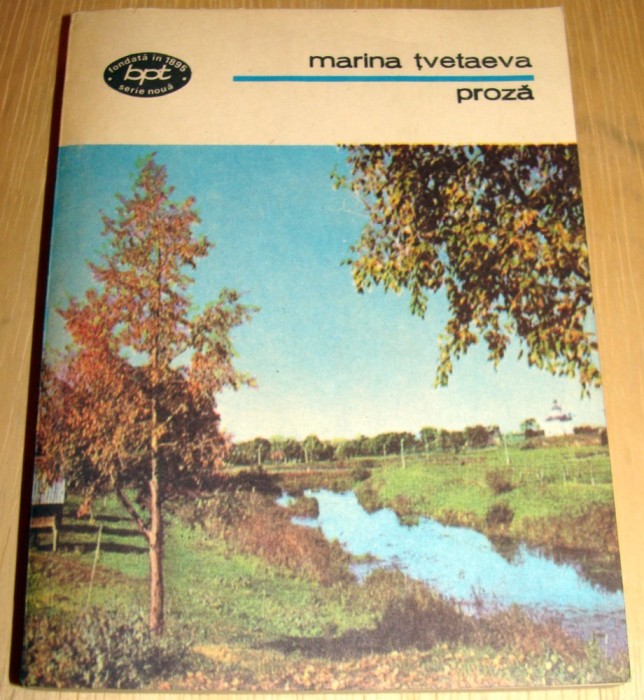 fondată în 1895
bpt
serie nouă
marina țvetaeva
proză